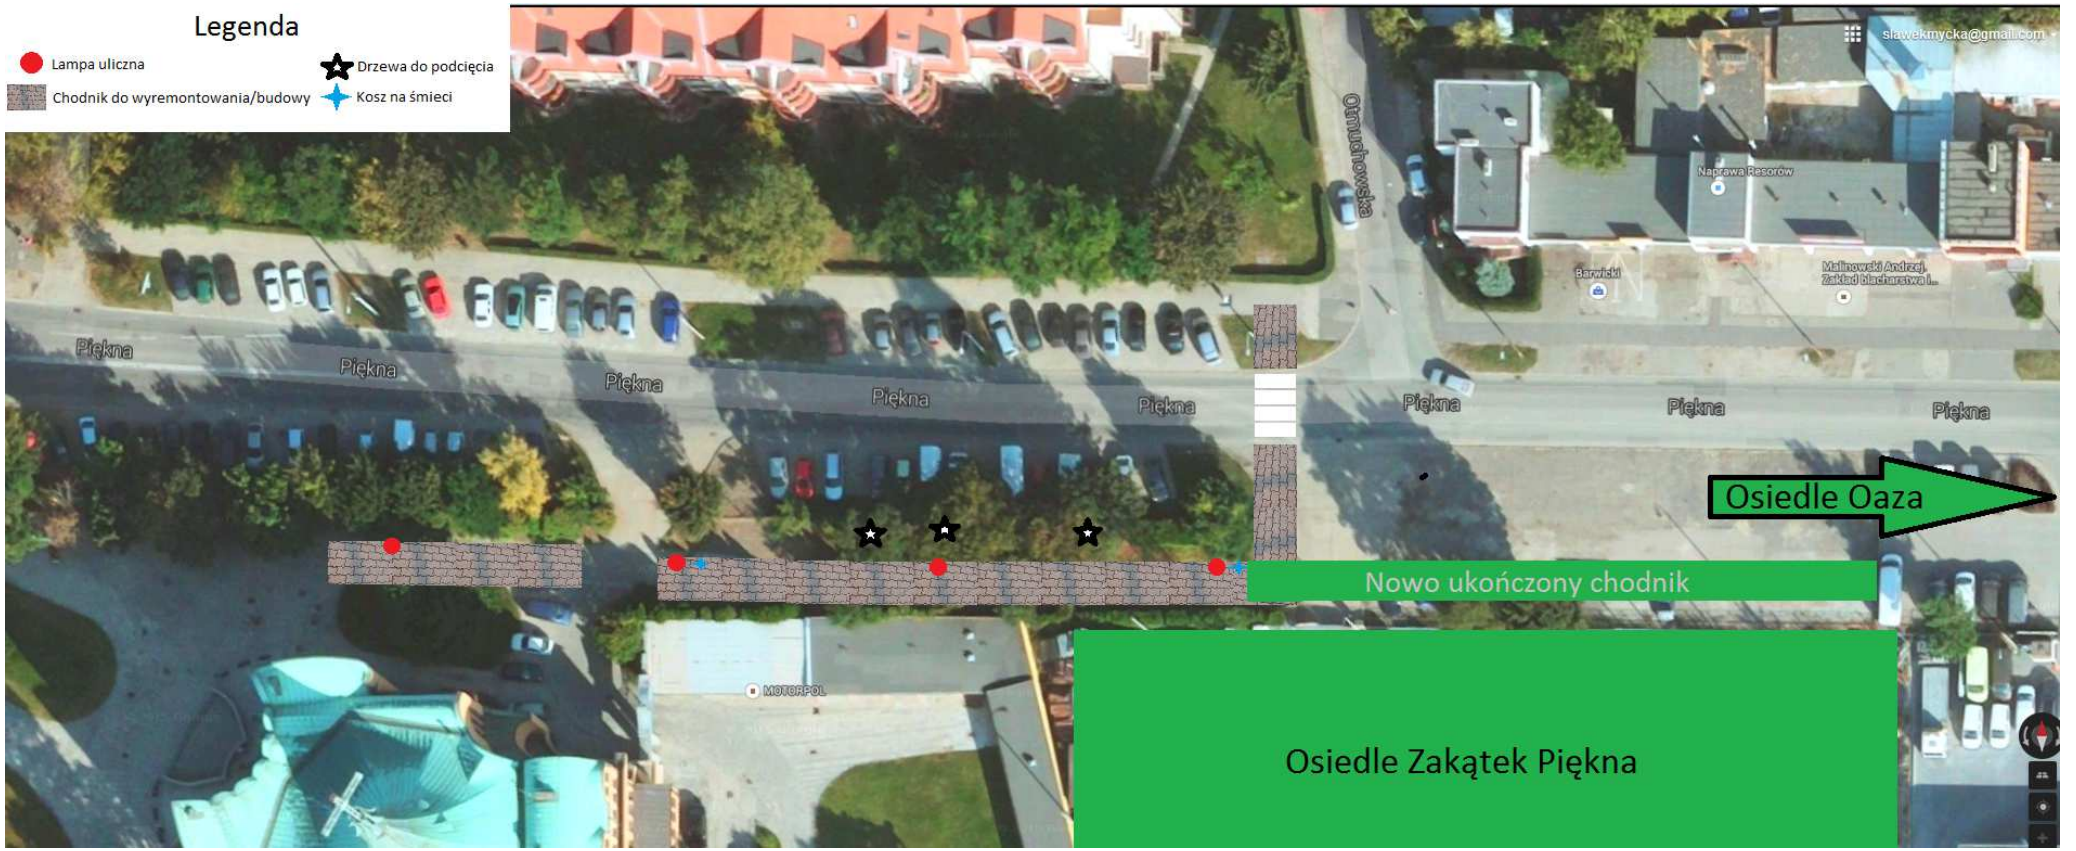 Legenda
Lampa uliczna
Drzewa do podcięcia
Chodnik do wyremontowania/budowy
Kosz na śmieci
slawekmycka@gmail.com
Otmuchowska
Naprawa Resorów
Barwicki
Malinowski Andrzej.
Zakład blacharstwa i...
Piękna
Piękna
Piękna
Piękna
Piękna
Piękna
Piękna
Piękna
Osiedle Oaza
Nowo ukończony chodnik
MOTORPOL
Osiedle Zakątek Piękna